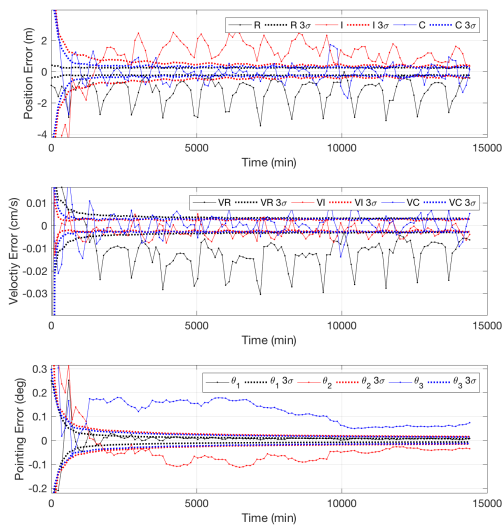 R R 3σ I I 3σ C C 3σ
Position Error (m)
2
0
-2
-4
0 5000 10000 15000
Time (min)
VR VR 3σ VI VI 3σ VC VC 3σ
Veloctiy Error (cm/s)
0.01
0
-0.01
-0.02
-0.03
0 5000 10000 15000
Time (min)
θ1 θ1 3σ θ2 θ2 3σ θ3 θ3 3σ
Pointing Error (deg)
0.3
0.2
0.1
0
-0.1
-0.2
0 5000 10000 15000
Time (min)